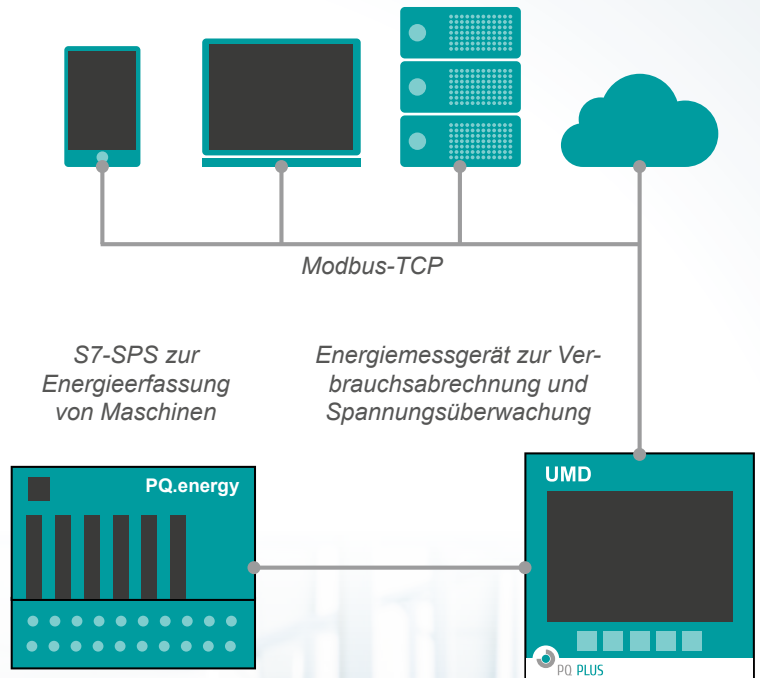 Modbus-TCP
S7-SPS zur
Energieerfassung
von Maschinen
Energiemessgerät zur Ver-
brauchsabrechnung und
Spannungsüberwachung
PQ.energy
UMD
PQ PLUS